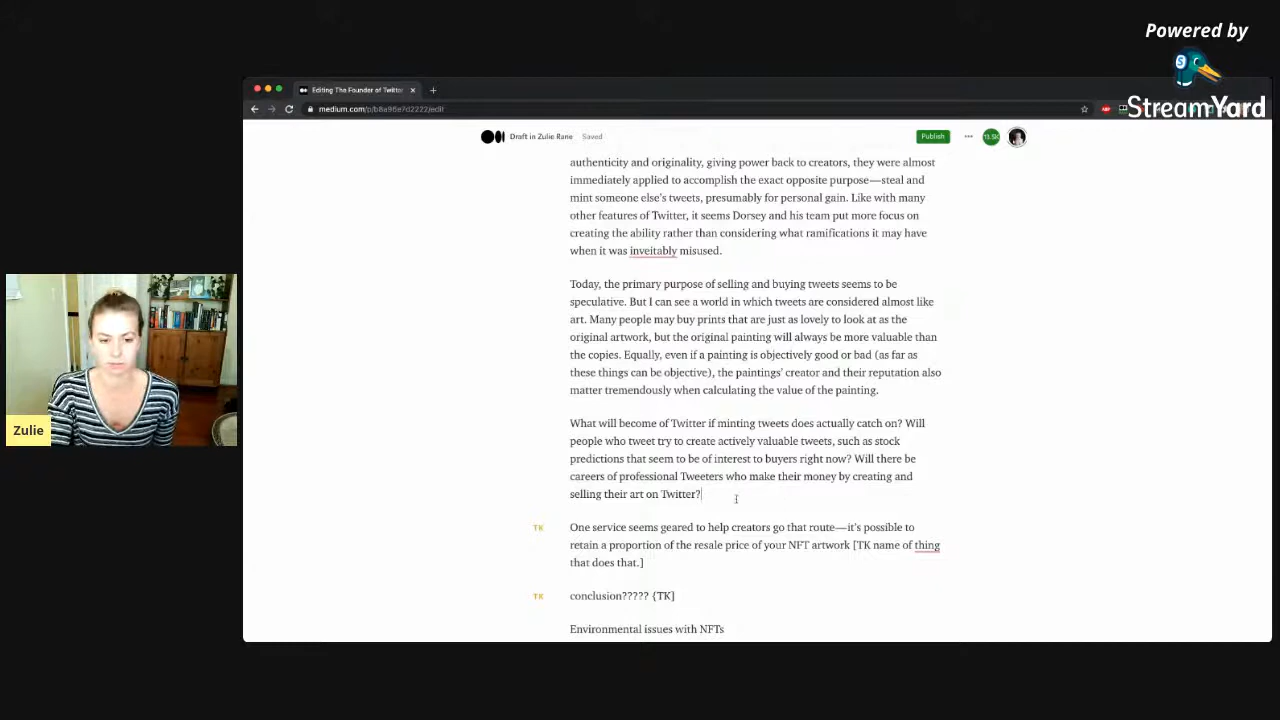 Powered by
StreamYard
Editing The Founder of Twitter
medium.com/p/b8a96e7d2222/edit
Draft in Zulie Rane Saved
Publish
authenticity and originality, giving power back to creators, they were almost
immediately applied to accomplish the exact opposite purpose—steal and
mint someone else's tweets, presumably for personal gain. Like with many
other features of Twitter, it seems Dorsey and his team put more focus on
creating the ability rather than considering what ramifications it may have
when it was inveitably misused.
Today, the primary purpose of selling and buying tweets seems to be
speculative. But I can see a world in which tweets are considered almost like
art. Many people may buy prints that are just as lovely to look at as the
original artwork, but the original painting will always be more valuable than
the copies. Equally, even if a painting is objectively good or bad (as far as
these things can be objective), the paintings' creator and their reputation also
matter tremendously when calculating the value of the painting.
What will become of Twitter if minting tweets does actually catch on? Will
people who tweet try to create actively valuable tweets, such as stock
predictions that seem to be of interest to buyers right now? Will there be
careers of professional Tweeters who make their money by creating and
selling their art on Twitter?
TK One service seems geared to help creators go that route—it's possible to
retain a proportion of the resale price of your NFT artwork [TK name of thing
that does that.]
TK conclusion????? {TK]
Environmental issues with NFTs
Zulie